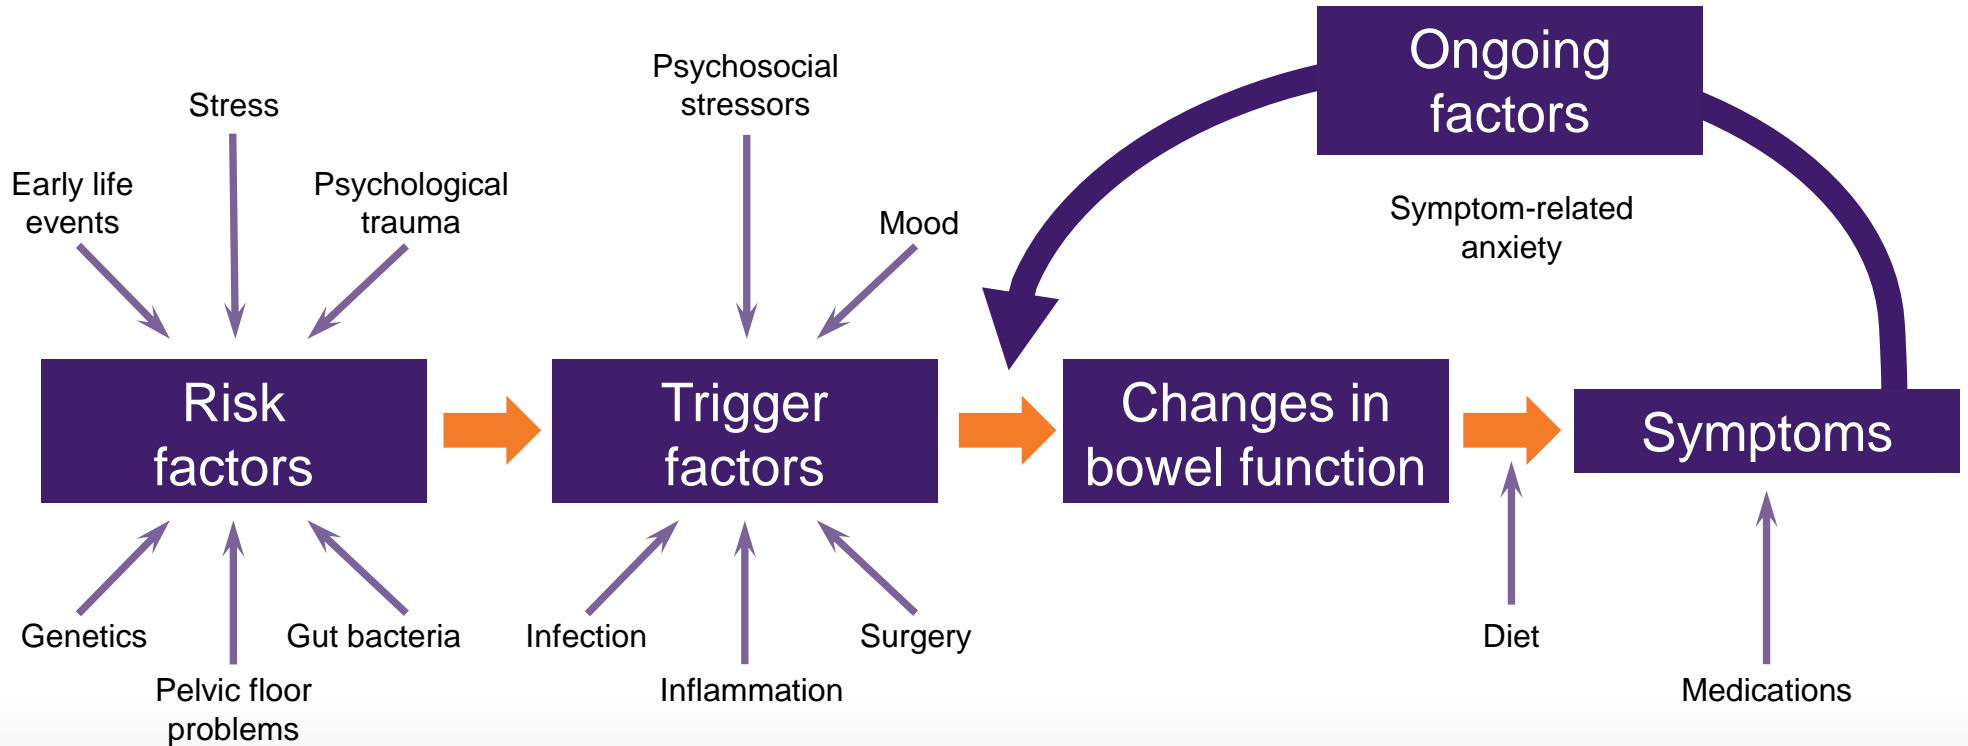 Ongoing
factors
Psychosocial
stressors
Stress
Early life
events
Psychological
trauma
Mood
Symptom-related
anxiety
Risk
factors
Trigger
factors
Changes in
bowel function
Symptoms
Genetics
Gut bacteria
Infection
Surgery
Diet
Pelvic floor
problems
Inflammation
Medications